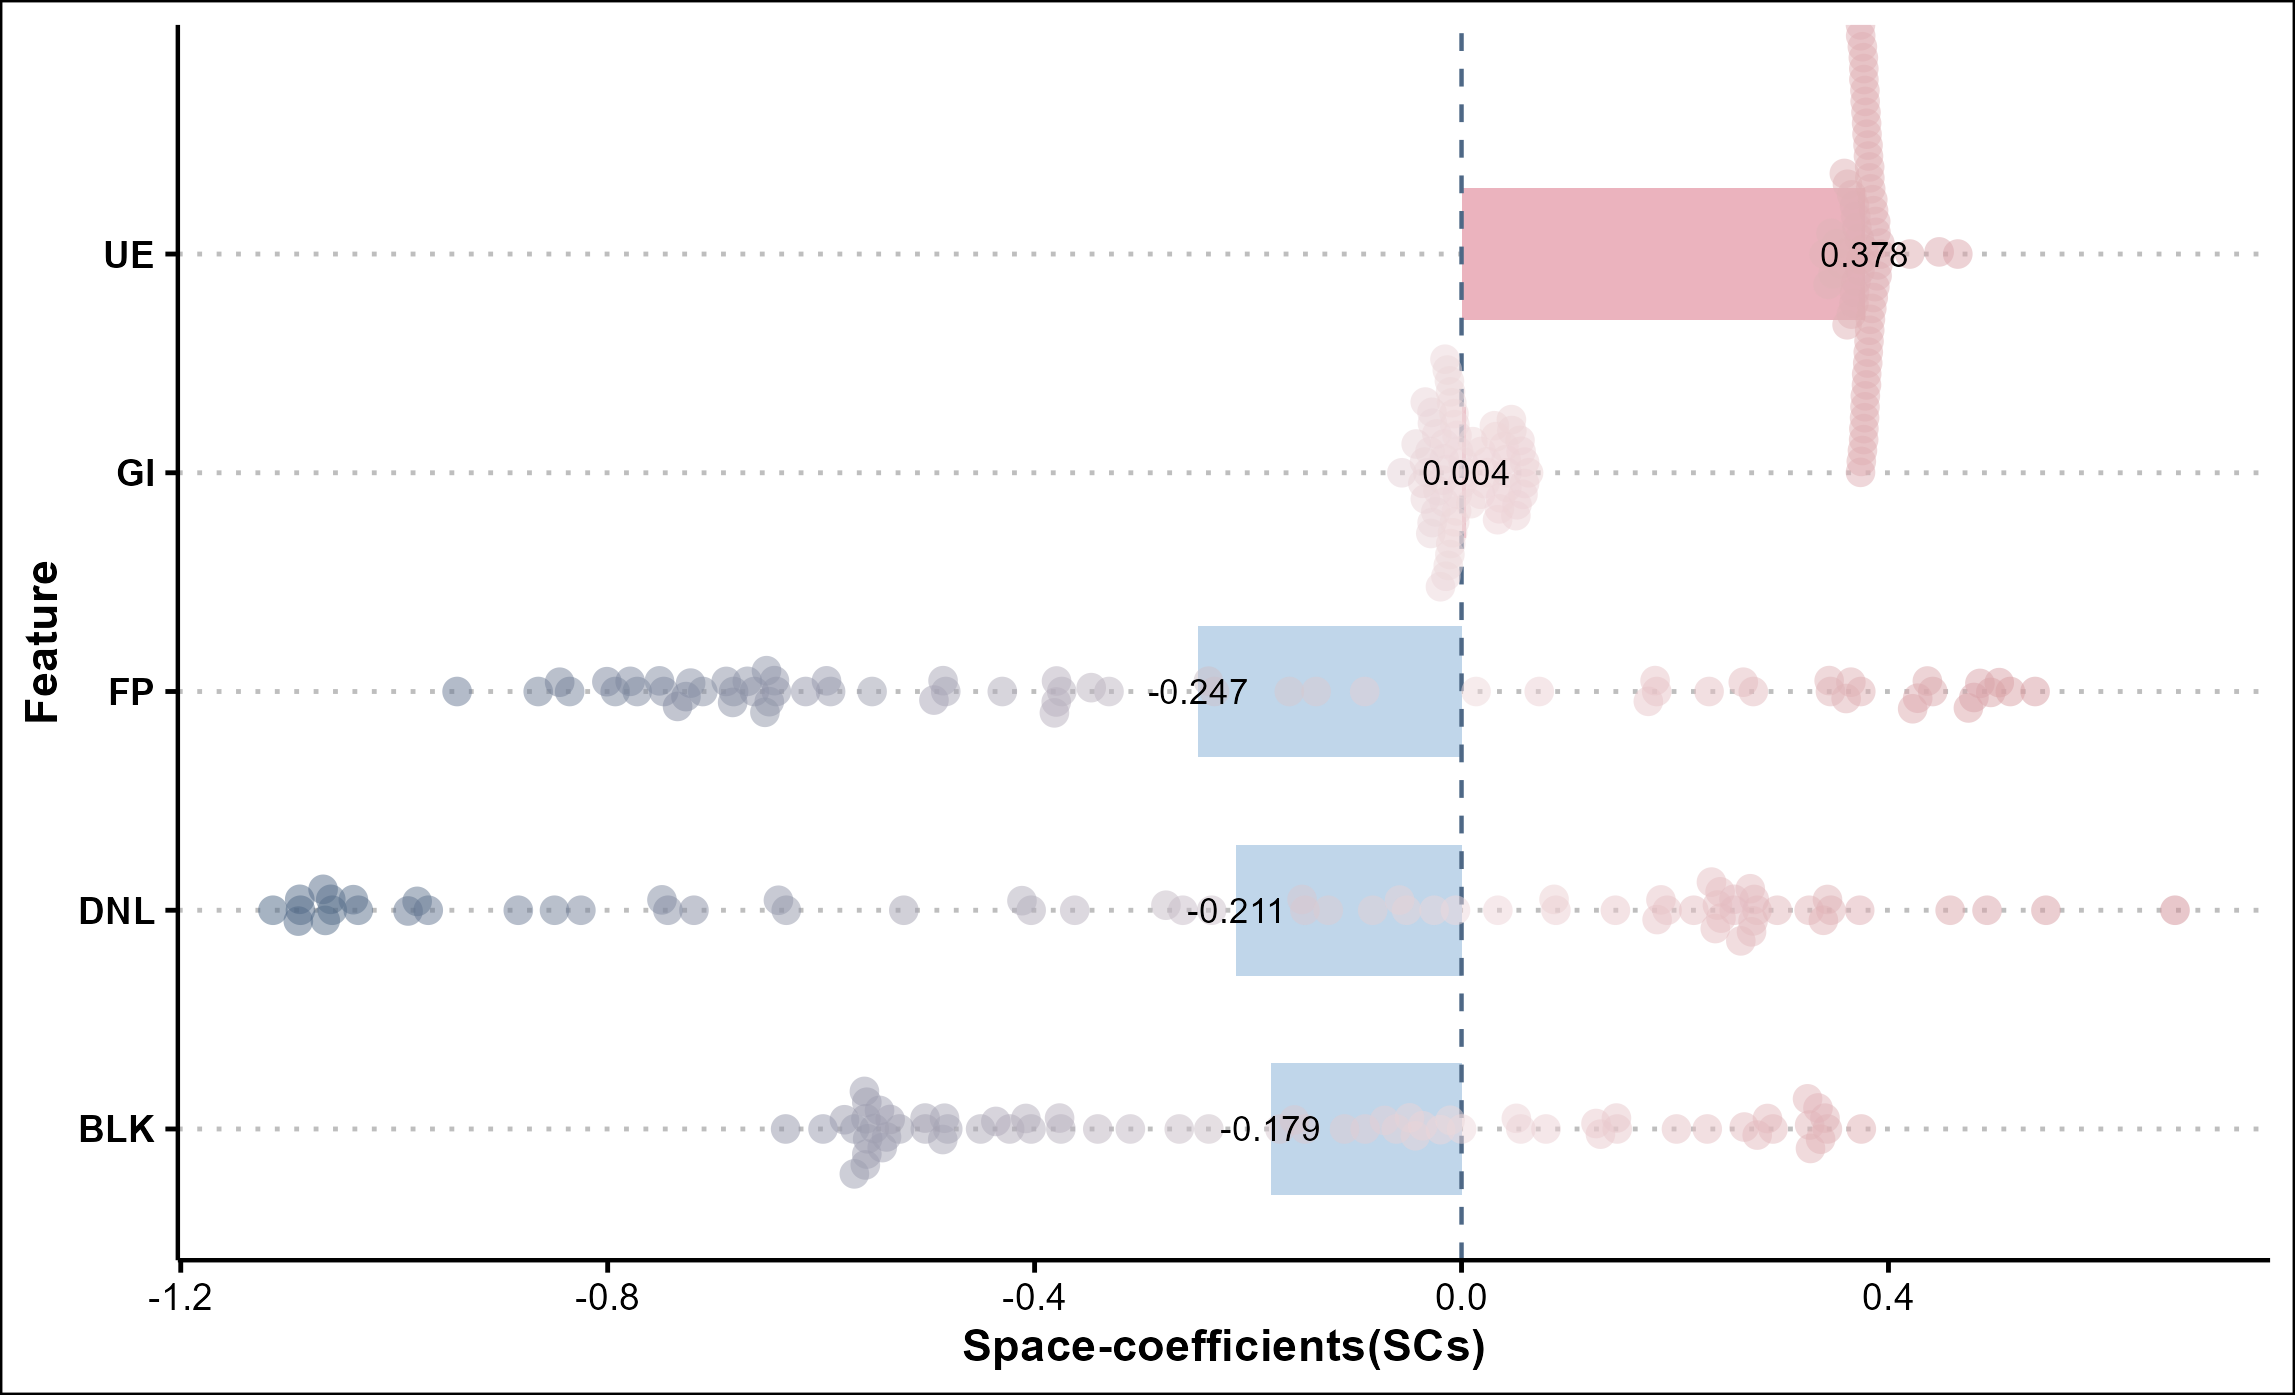 Feature
UE
0.378
GI
0.004
FP
-0.247
DNL
-0.211
BLK
-0.179
-1.2
-0.8
-0.4
0.0
0.4
Space-coefficients(SCs)